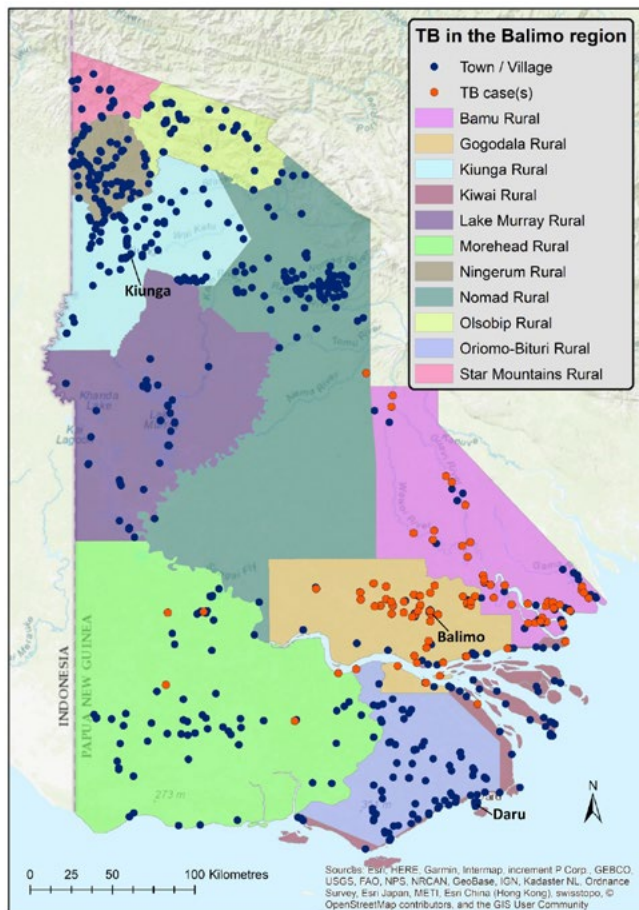 TB in the Balimo region
Town / Village
TB case(s)
Bamu Rural
Gogodala Rural
Kiunga Rural
Kiwai Rural
Lake Murray Rural
Morehead Rural
Ningerum Rural
Nomad Rural
Olsobip Rural
Oriomo-Bituri Rural
Star Mountains Rural
Kiunga
Khanda
Lake
INDONESIA
PAPUA NEW GUINEA
Balimo
273 m
Daru
N
0 25 50 100 Kilometres
Sources: Esri, HERE, Garmin, Intermap, increment P Corp., GEBCO,
USGS, FAO, NPS, NRCAN, GeoBase, IGN, Kadaster NL, Ordnance
Survey, Esri Japan, METI, Esri China (Hong Kong), swisstopo, ©
OpenStreetMap contributors, and the GIS User Community